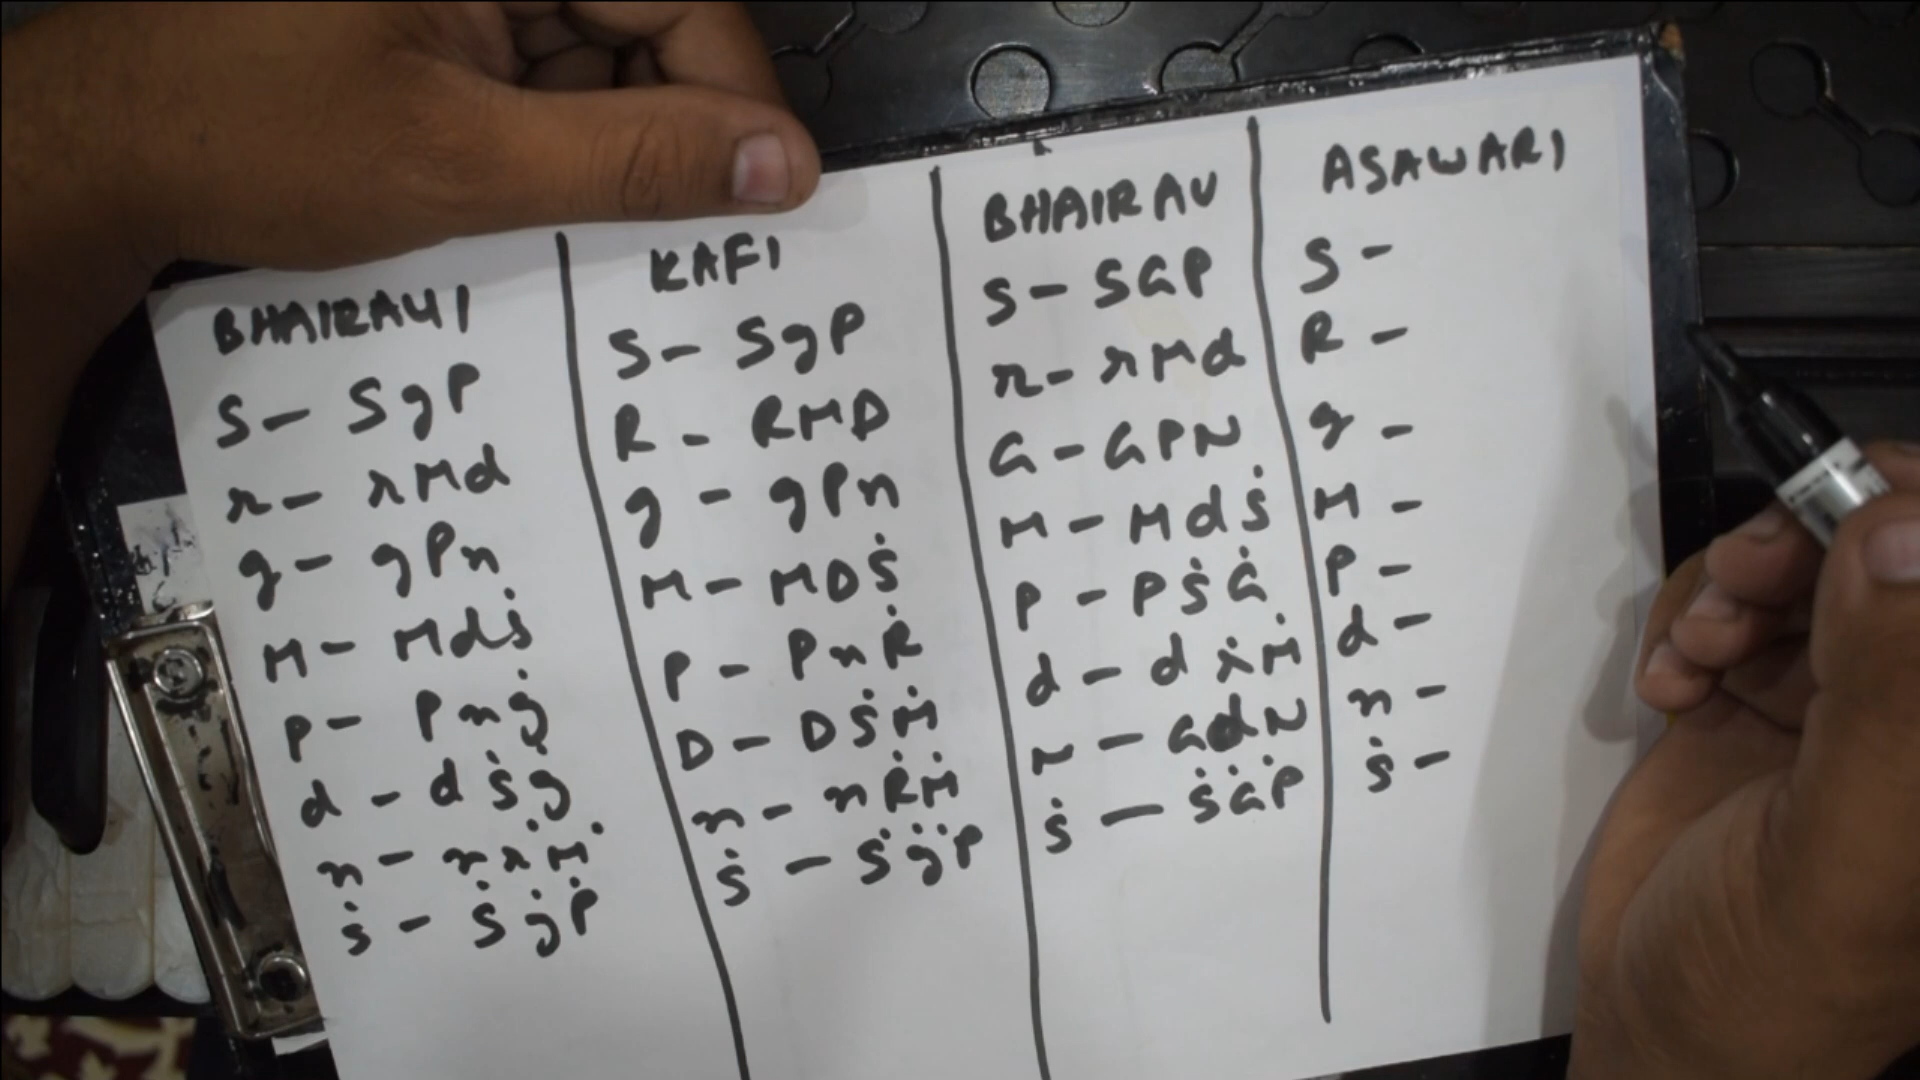 BHAIRAVI
S - SgP
r - rMd
g - gPn
M - Mdṡ
P - Pnġ
d - dṡġ
n - nṙṀ
ṡ - ṠġṖ
KAFI
S - SgP
R - RMD
g - gPn
M - MDṠ
P - PnṘ
D - DṠṀ
n - nṘṀ
ṡ - ṠġṖ
BHAIRAV
S - SGP
r - rMd
G - GPN
M - Mdṡ
P - PṡĠ
d - dṙṀ
N - GdN
ṡ - ṡĠṖ
ASAWARI
S -
R -
g -
M -
P -
d -
n -
ṡ -